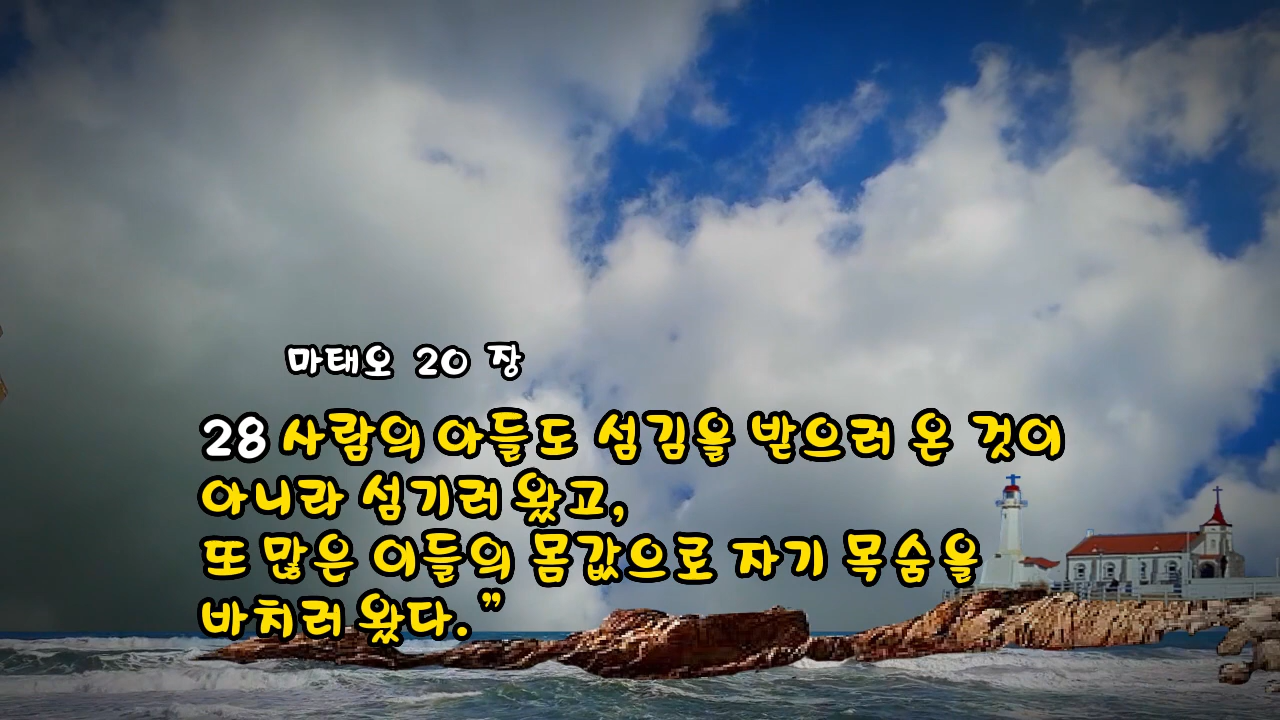 마태오 20 장
28 사람의 아들도 섬김을 받으러 온 것이
아니라 섬기러 왔고,
또 많은 이들의 몸값으로 자기 목숨을
바치러 왔다.”